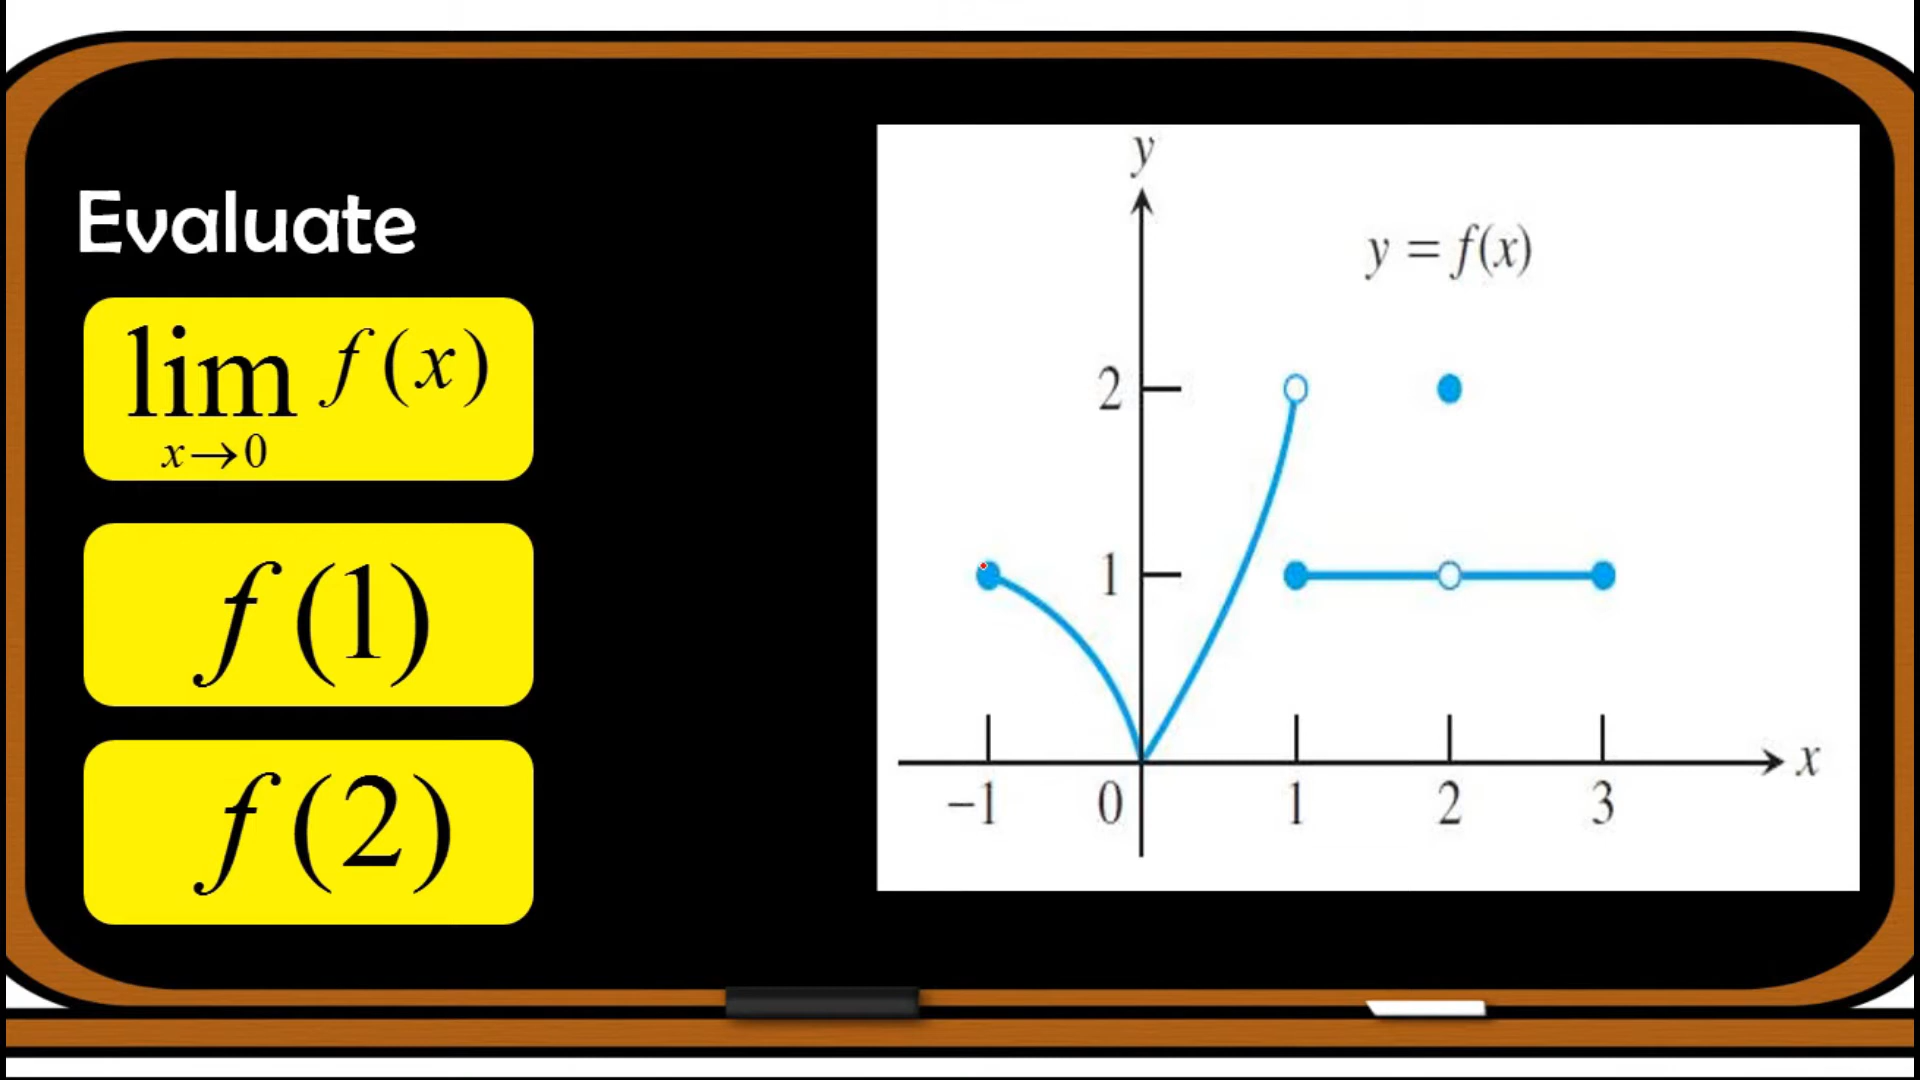 Evaluate
lim f(x)
x→0
f(1)
f(2)
y
y = f(x)
2
1
x
−1 0 1 2 3